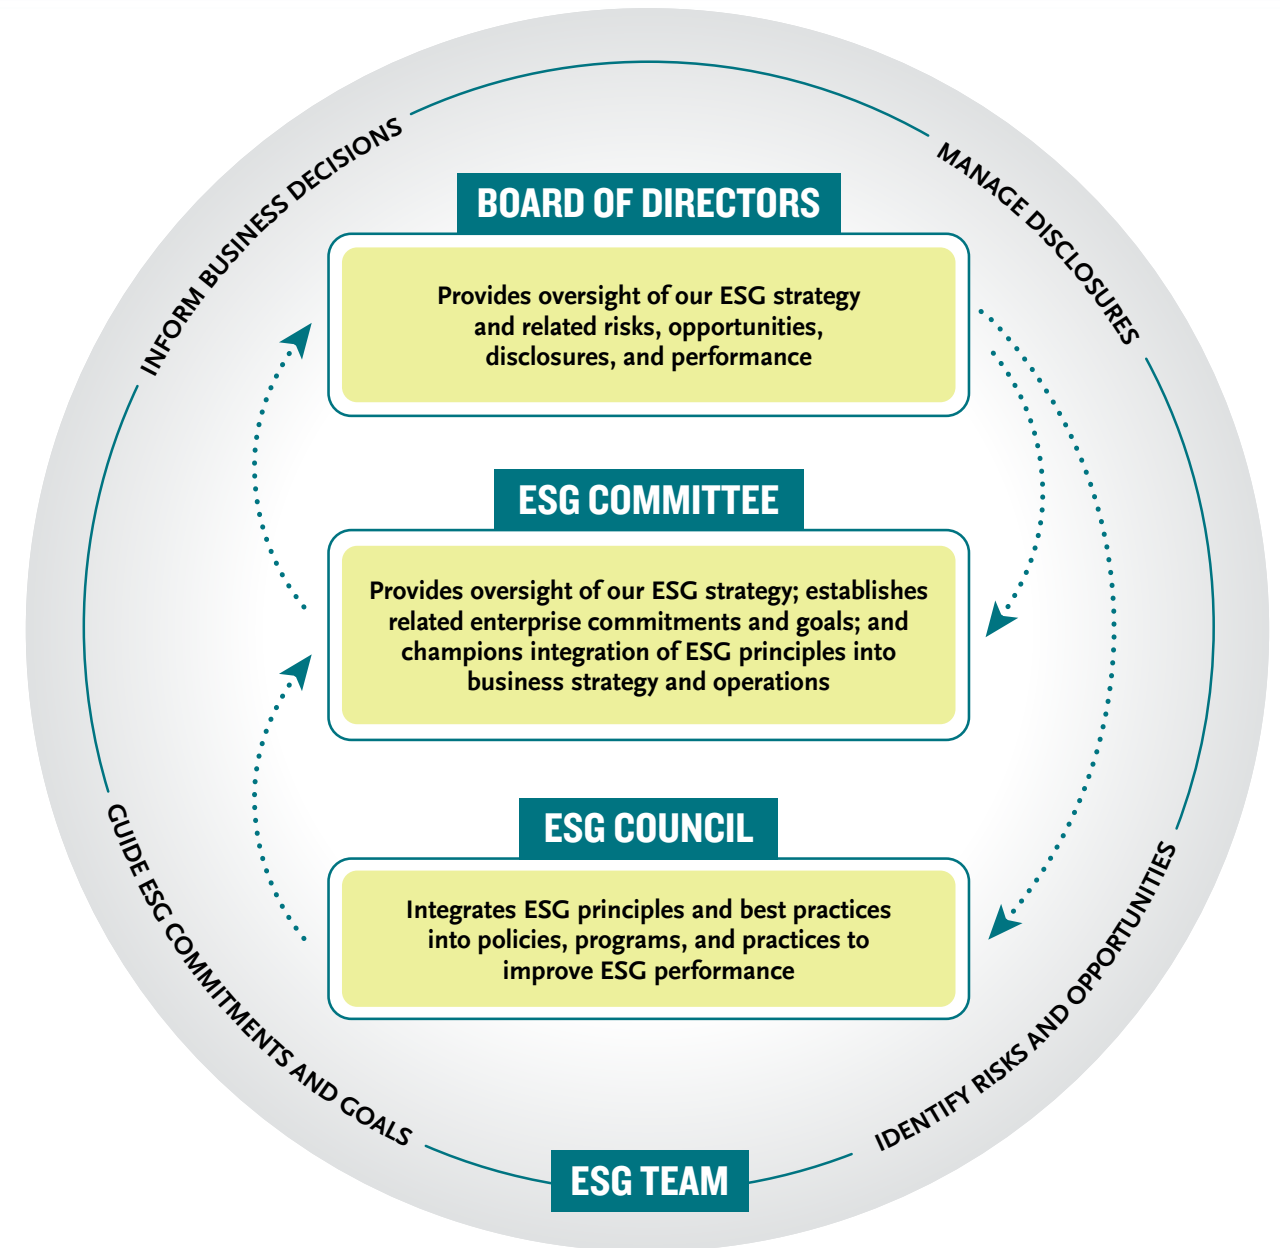 INFORM BUSINESS DECISIONS
MANAGE DISCLOSURES
BOARD OF DIRECTORS
Provides oversight of our ESG strategy
and related risks, opportunities,
disclosures, and performance
ESG COMMITTEE
Provides oversight of our ESG strategy; establishes
related enterprise commitments and goals; and
champions integration of ESG principles into
business strategy and operations
ESG COUNCIL
Integrates ESG principles and best practices
into policies, programs, and practices to
improve ESG performance
GUIDE ESG COMMITMENTS AND GOALS
IDENTIFY RISKS AND OPPORTUNITIES
ESG TEAM